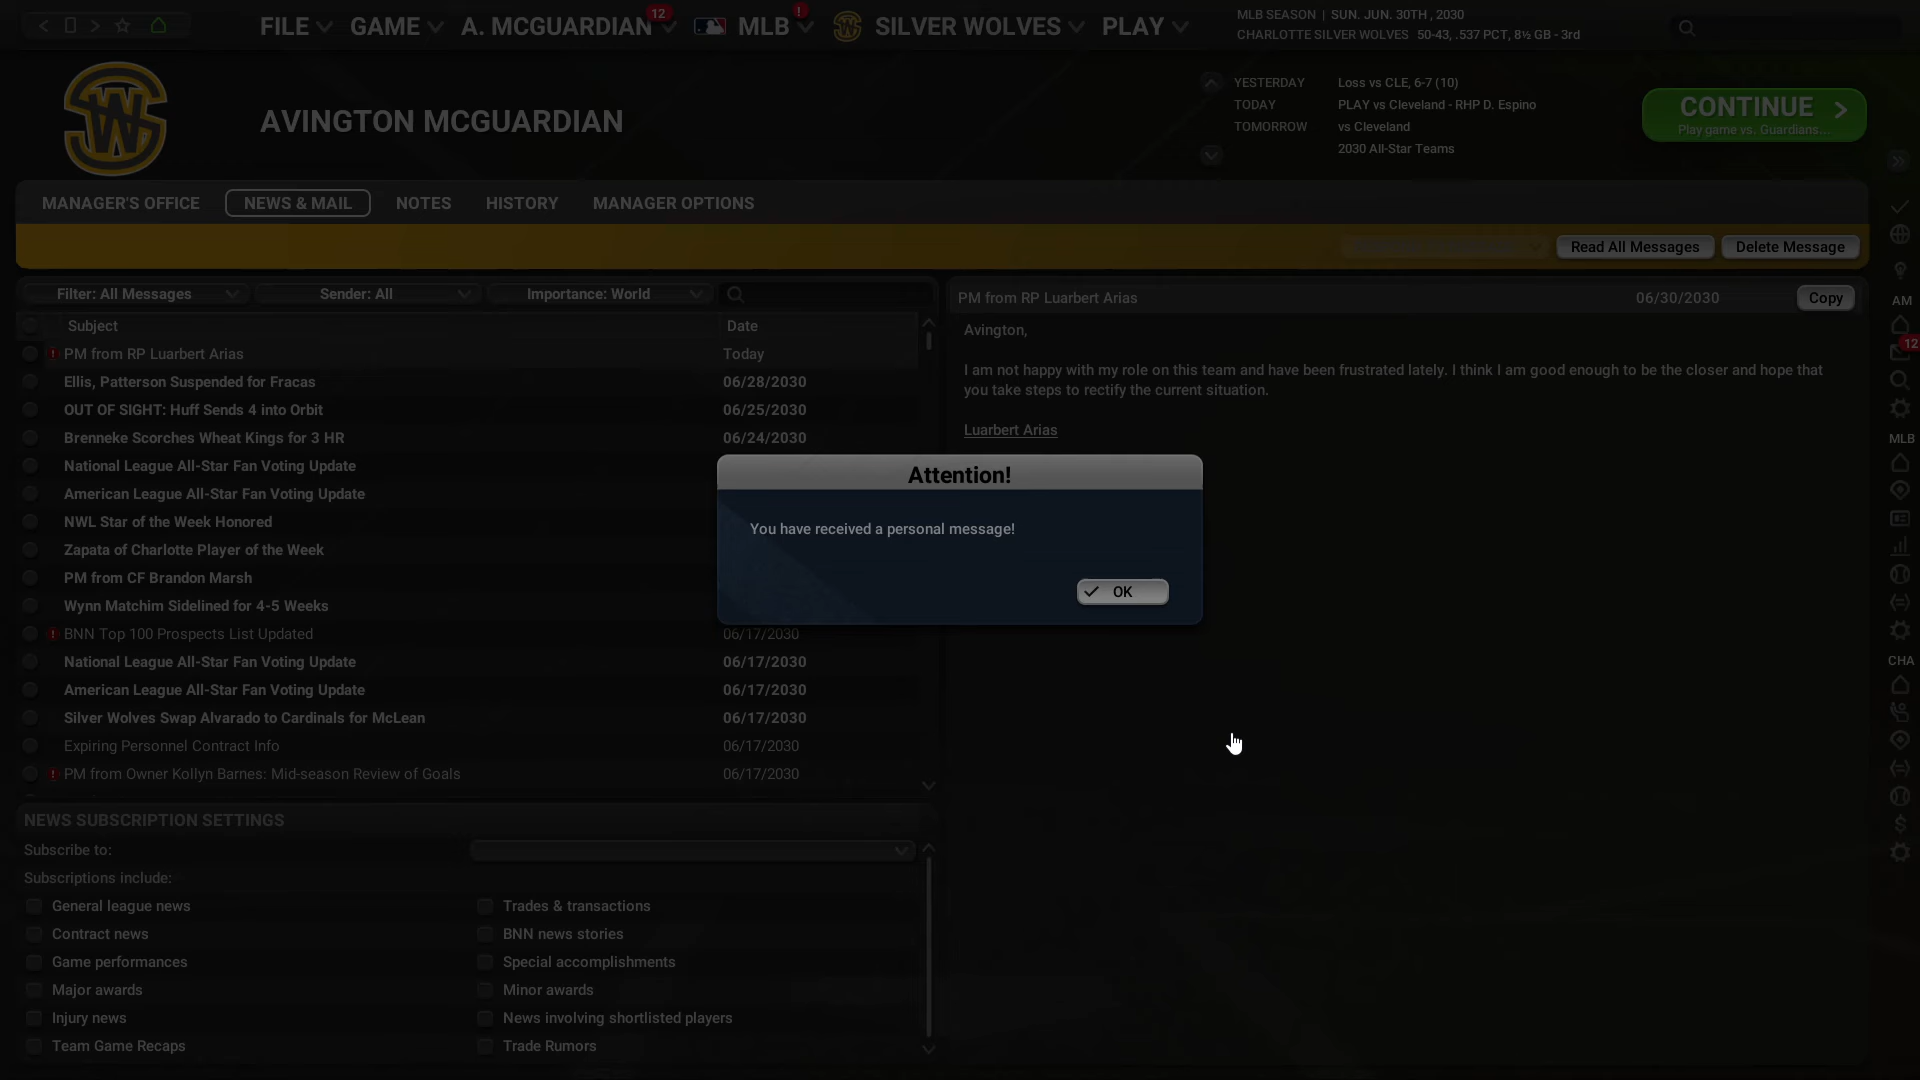 FILE GAME A. MCGUARDIAN 12 MLB ! SILVER WOLVES PLAY
MLB SEASON | SUN. JUN. 30TH , 2030
CHARLOTTE SILVER WOLVES 50-43, .537 PCT, 8½ GB - 3rd
AVINGTON MCGUARDIAN
YESTERDAY Loss vs CLE, 6-7 (10)
TODAY PLAY vs Cleveland - RHP D. Espino
TOMORROW vs Cleveland
2030 All-Star Teams
CONTINUE
Play game vs. Guardians...
MANAGER'S OFFICE NEWS & MAIL NOTES HISTORY MANAGER OPTIONS
Read All Messages Delete Message
Filter: All Messages Sender: All Importance: World
Subject Date
! PM from RP Luarbert Arias Today
Ellis, Patterson Suspended for Fracas 06/28/2030
OUT OF SIGHT: Huff Sends 4 into Orbit 06/25/2030
Brenneke Scorches Wheat Kings for 3 HR 06/24/2030
National League All-Star Fan Voting Update
American League All-Star Fan Voting Update
NWL Star of the Week Honored
Zapata of Charlotte Player of the Week
PM from CF Brandon Marsh
Wynn Matchim Sidelined for 4-5 Weeks
! BNN Top 100 Prospects List Updated 06/17/2030
National League All-Star Fan Voting Update 06/17/2030
American League All-Star Fan Voting Update 06/17/2030
Silver Wolves Swap Alvarado to Cardinals for McLean 06/17/2030
Expiring Personnel Contract Info 06/17/2030
! PM from Owner Kollyn Barnes: Mid-season Review of Goals 06/17/2030
PM from RP Luarbert Arias 06/30/2030 Copy
Avington,
I am not happy with my role on this team and have been frustrated lately. I think I am good enough to be the closer and hope that
you take steps to rectify the current situation.
Luarbert Arias
Attention!
You have received a personal message!
OK
NEWS SUBSCRIPTION SETTINGS
Subscribe to:
Subscriptions include:
General league news Trades & transactions
Contract news BNN news stories
Game performances Special accomplishments
Major awards Minor awards
Injury news News involving shortlisted players
Team Game Recaps Trade Rumors
AM
12
MLB
CHA